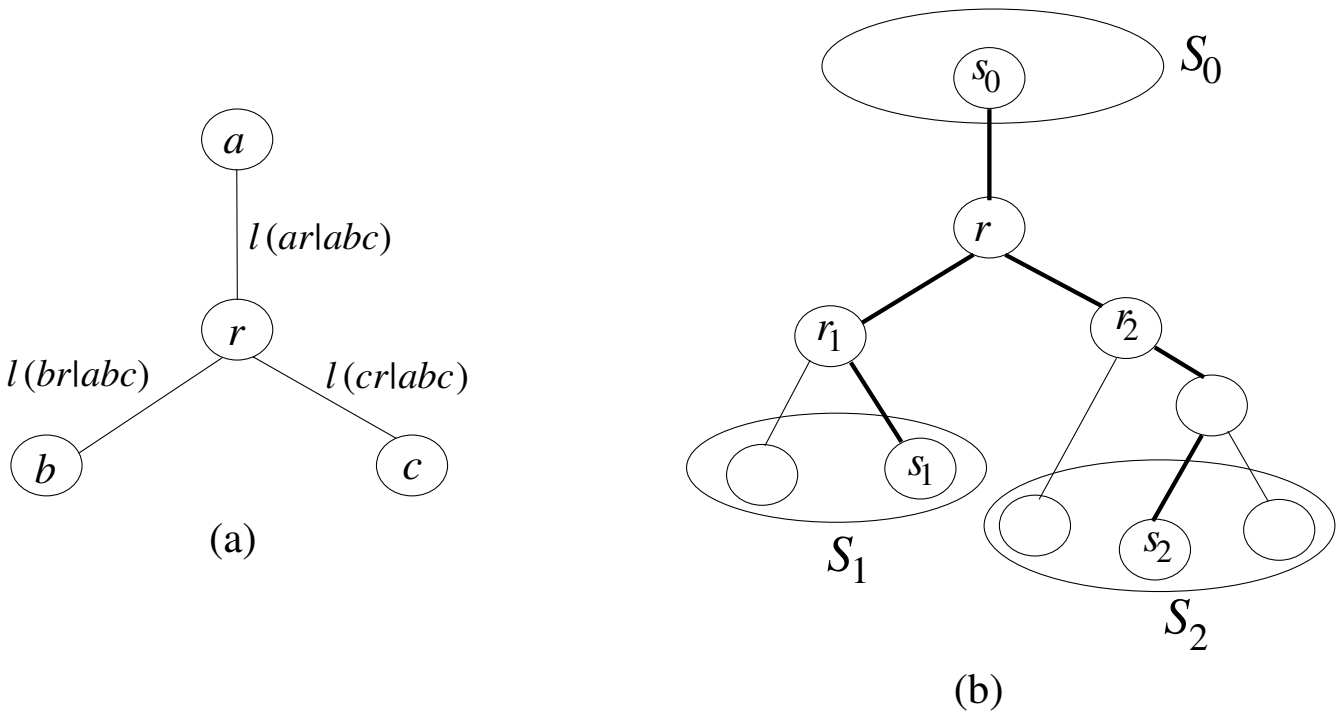 a
l(ar|abc)
r
l(br|abc)
l(cr|abc)
b
c
(a)
s0
S0
r
r1
r2
s1
S1
s2
S2
(b)